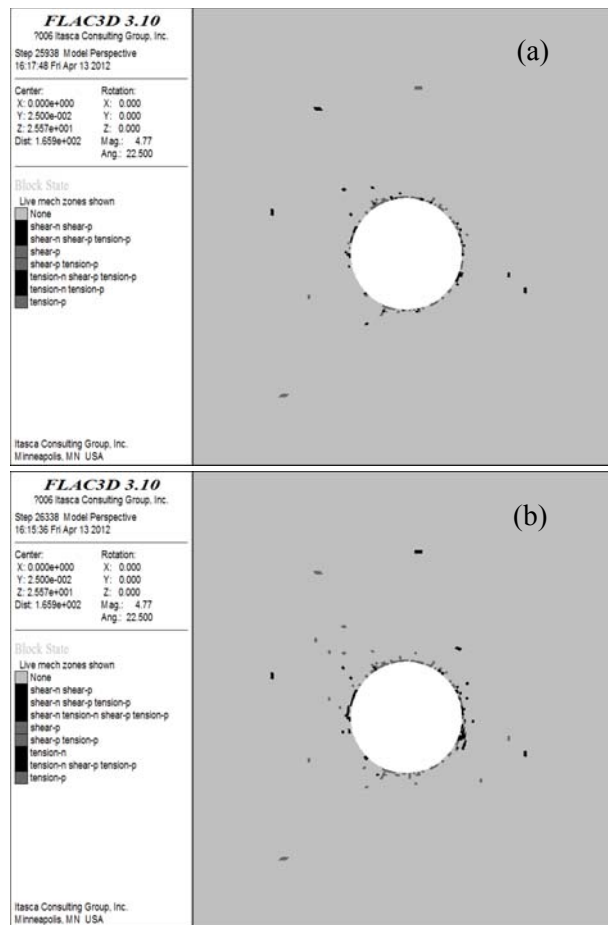 FLAC3D 3.10
?006 Itasca Consulting Group, Inc.
Step 25938 Model Perspective
16:17:48 Fri Apr 13 2012
Center: Rotation:
X: 0.000e+000 X: 0.000
Y: 2.500e-002 Y: 0.000
Z: 2.557e+001 Z: 0.000
Dist: 1.659e+002 Mag.: 4.77
Ang.: 22.500
Block State
Live mech zones shown
None
shear-n shear-p
shear-n shear-p tension-p
shear-p
shear-p tension-p
tension-n shear-p tension-p
tension-n tension-p
tension-p
Itasca Consulting Group, Inc.
Minneapolis, MN USA
(a)
FLAC3D 3.10
?006 Itasca Consulting Group, Inc.
Step 26338 Model Perspective
16:15:36 Fri Apr 13 2012
Center: Rotation:
X: 0.000e+000 X: 0.000
Y: 2.500e-002 Y: 0.000
Z: 2.557e+001 Z: 0.000
Dist: 1.659e+002 Mag.: 4.77
Ang.: 22.500
Block State
Live mech zones shown
None
shear-n shear-p
shear-n shear-p tension-p
shear-n tension-n shear-p tension-p
shear-p
shear-p tension-p
tension-n
tension-n shear-p tension-p
tension-p
Itasca Consulting Group, Inc.
Minneapolis, MN USA
(b)